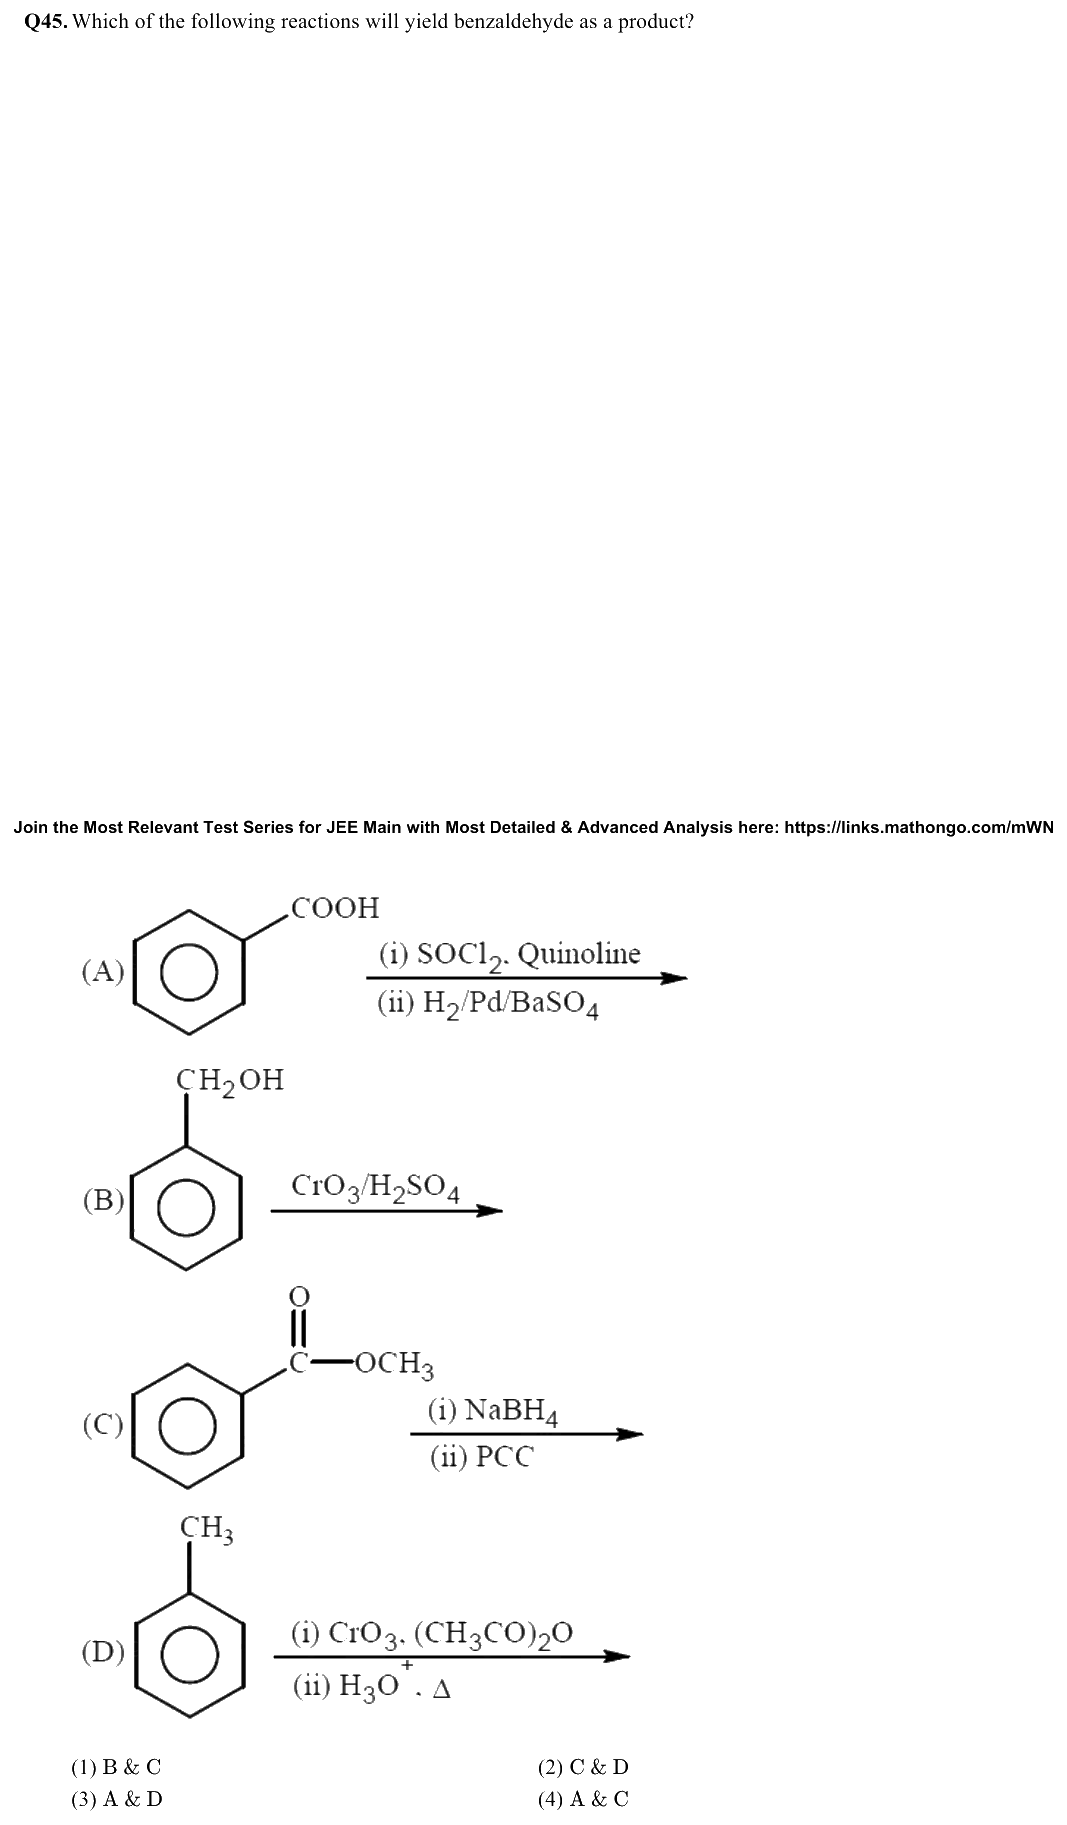 Q45. Which of the following reactions will yield benzaldehyde as a product?
Join the Most Relevant Test Series for JEE Main with Most Detailed & Advanced Analysis here: https://links.mathongo.com/mWN
COOH
(A)
(i) SOCl₂. Quinoline
(ii) H₂/Pd/BaSO₄
CH₂OH
(B)
CrO₃/H₂SO₄
O
C—OCH₃
(C)
(i) NaBH₄
(ii) PCC
CH₃
(D)
(i) CrO₃. (CH₃CO)₂O
(ii) H₃O⁺. Δ
(1) B & C (2) C & D
(3) A & D (4) A & C